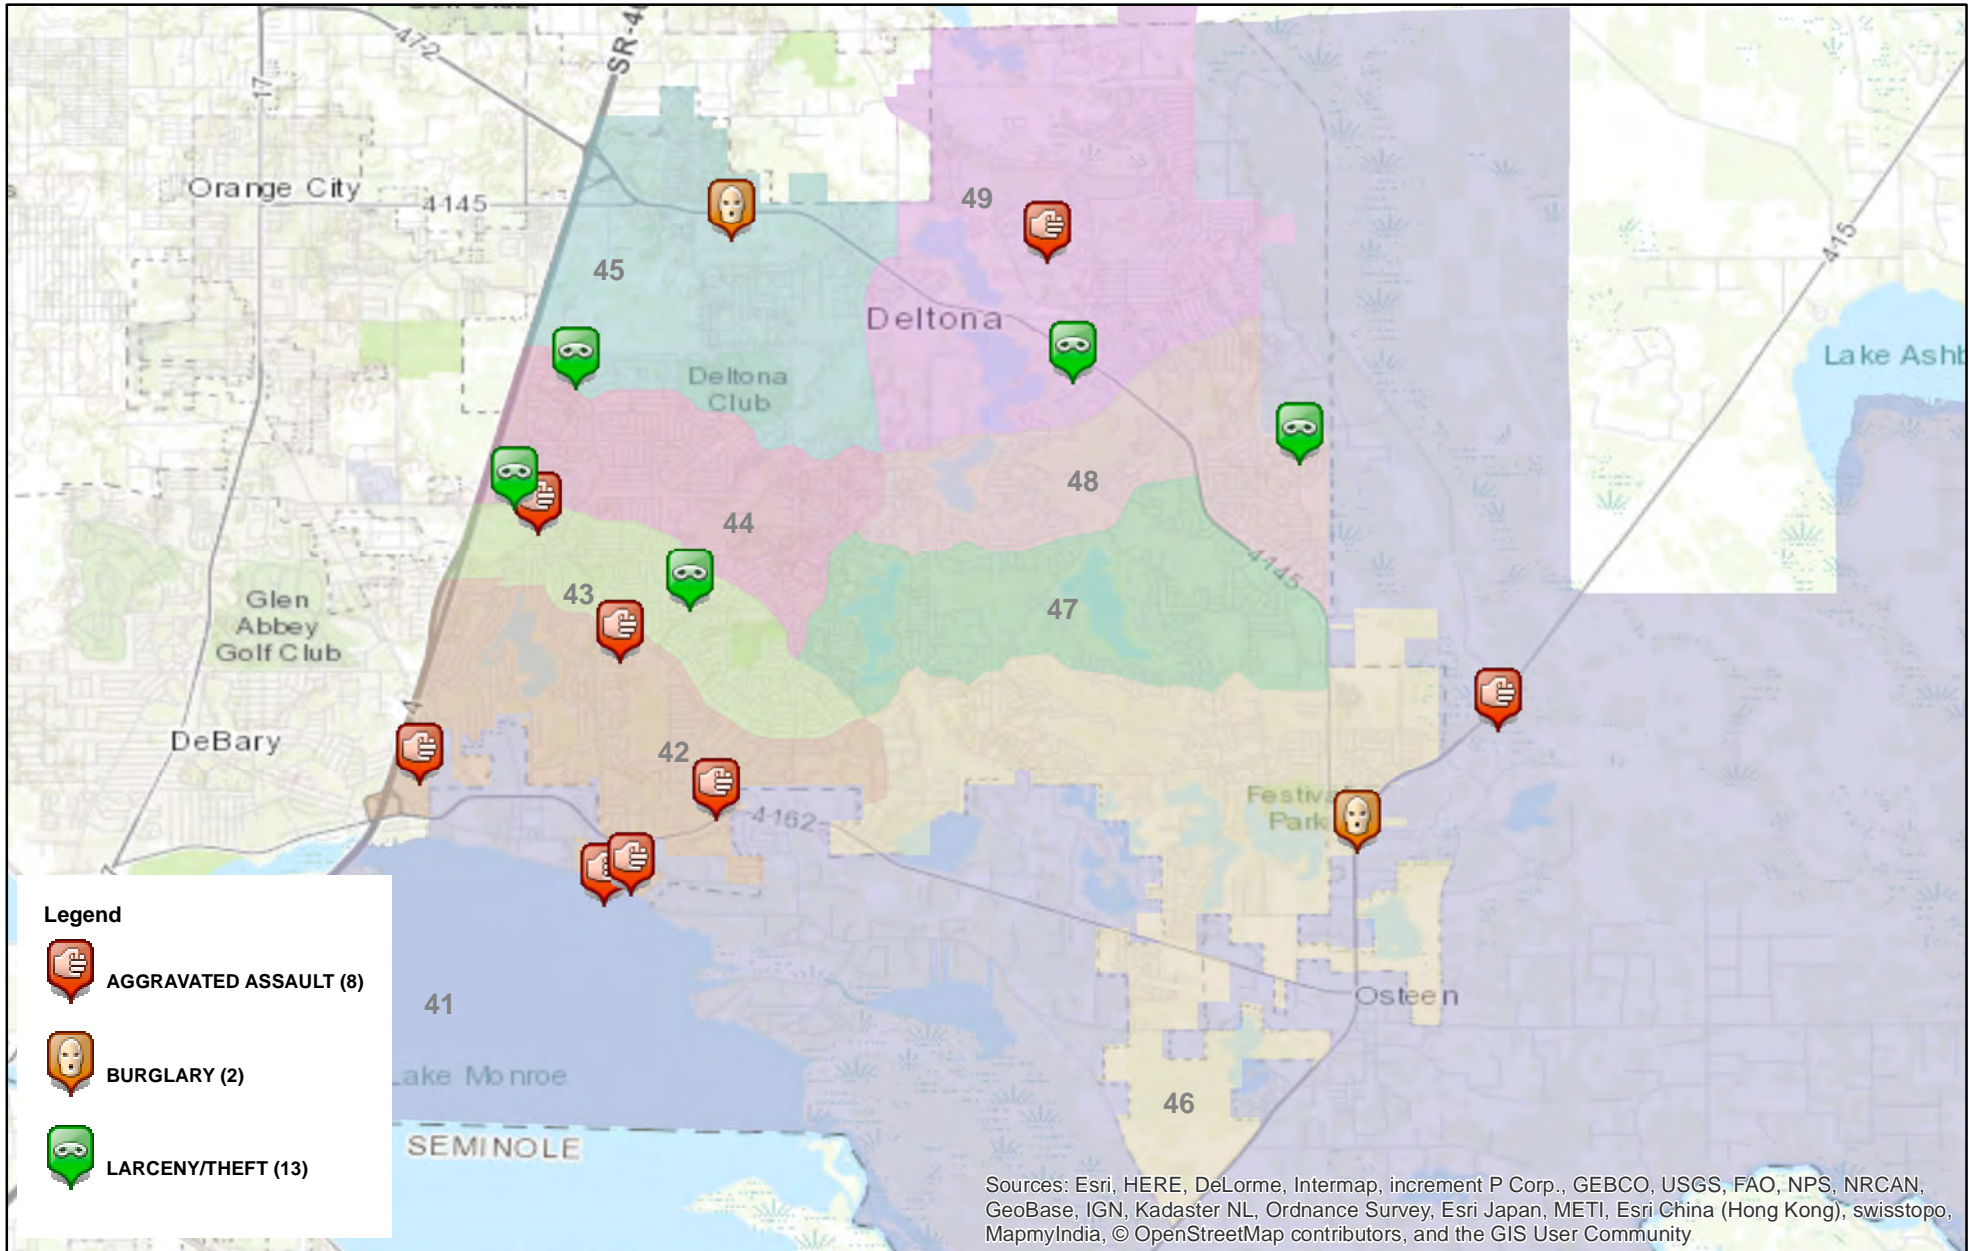 472
SR-40
17
Orange City
4145
49
415
45
Deltona
Lake Ashb
Deltona
Club
48
44
4145
43
Glen
Abbey
Golf Club
47
4
DeBary
42
Festival
Park
4162
Legend
AGGRAVATED ASSAULT (8)
Osteen
41
BURGLARY (2)
Lake Monroe
46
SEMINOLE
LARCENY/THEFT (13)
Sources: Esri, HERE, DeLorme, Intermap, increment P Corp., GEBCO, USGS, FAO, NPS, NRCAN,
GeoBase, IGN, Kadaster NL, Ordnance Survey, Esri Japan, METI, Esri China (Hong Kong), swisstopo,
MapmyIndia, © OpenStreetMap contributors, and the GIS User Community